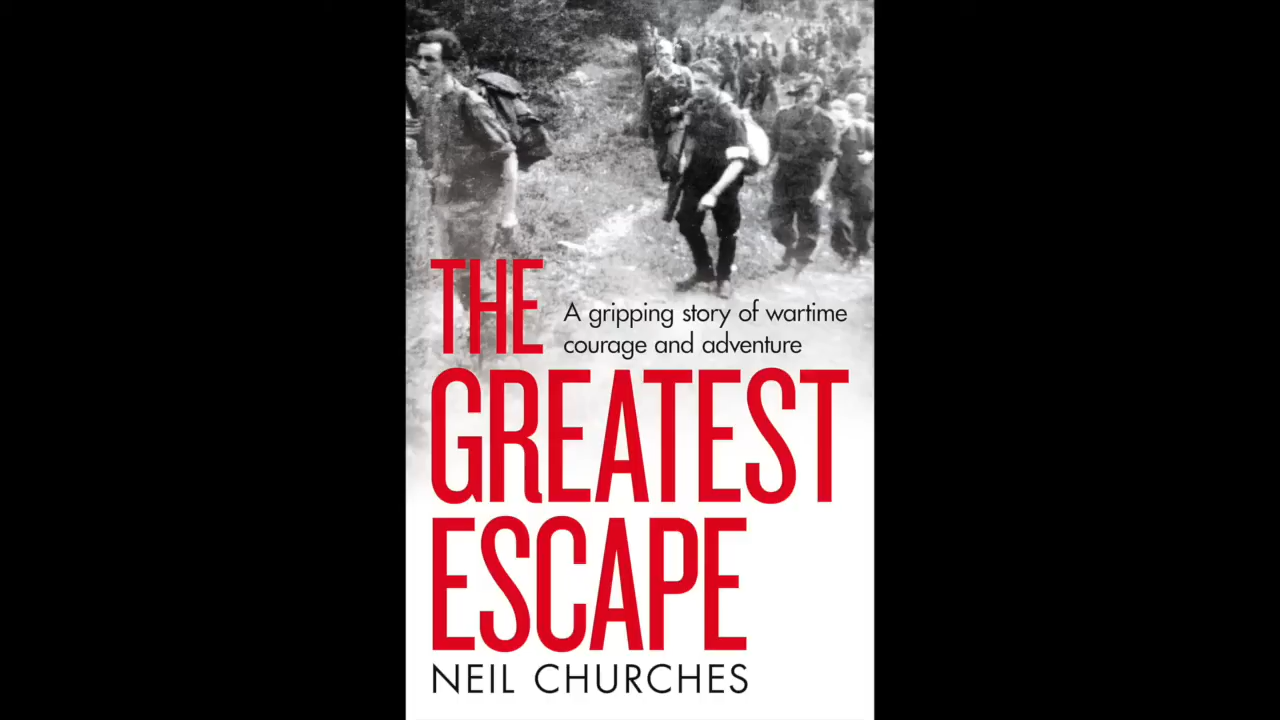 THE
A gripping story of wartime
courage and adventure
GREATEST
ESCAPE
NEIL CHURCHES